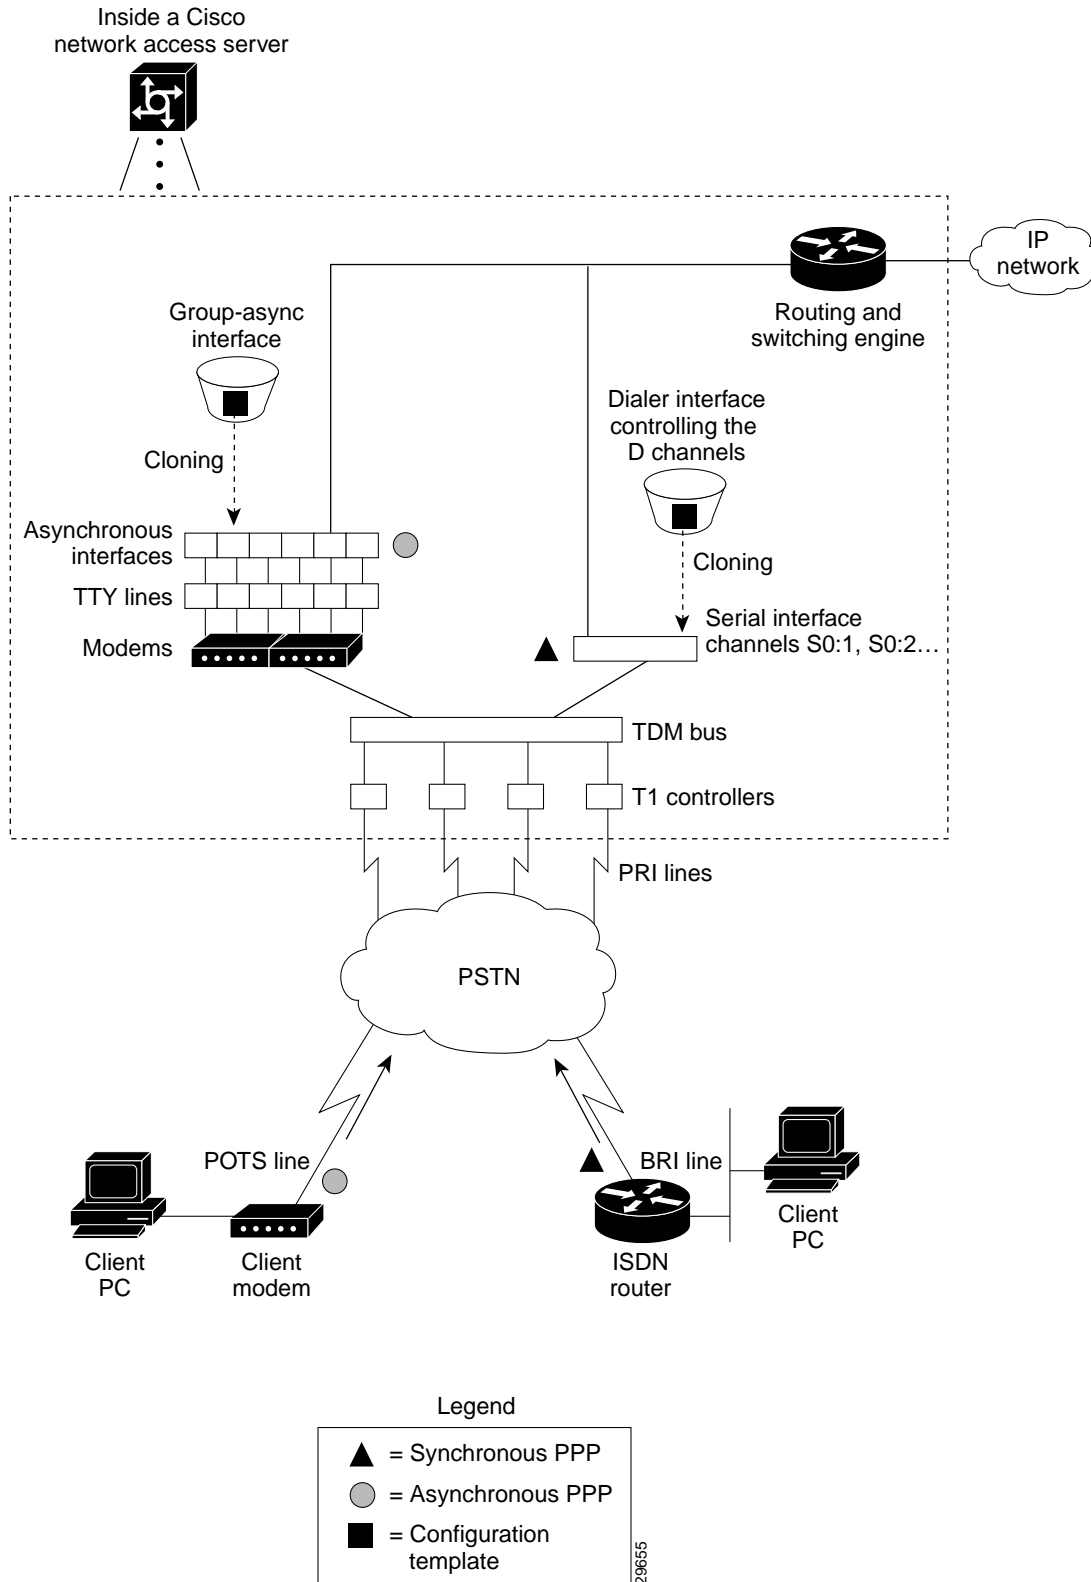 Inside a Cisco
network access server
IP
network
Routing and
switching engine
Group-async
interface
Dialer interface
controlling the
D channels
Cloning
Asynchronous
interfaces
Cloning
TTY lines
Serial interface
channels S0:1, S0:2…
Modems
TDM bus
T1 controllers
PRI lines
PSTN
POTS line
BRI line
Client
PC
Client
modem
ISDN
router
Client
PC
Legend
= Synchronous PPP
= Asynchronous PPP
= Configuration
template
29655